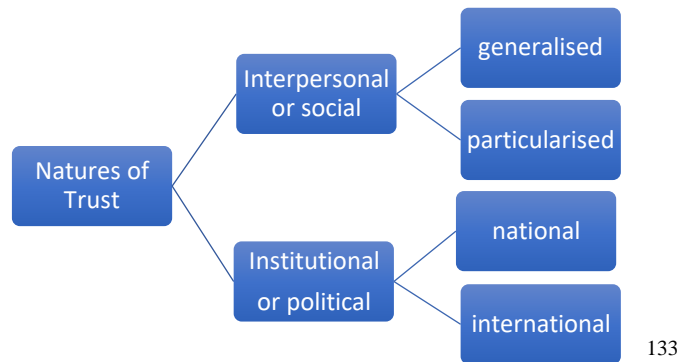 Natures of
Trust
Interpersonal
or social
generalised
particularised
Institutional
or political
national
international
133